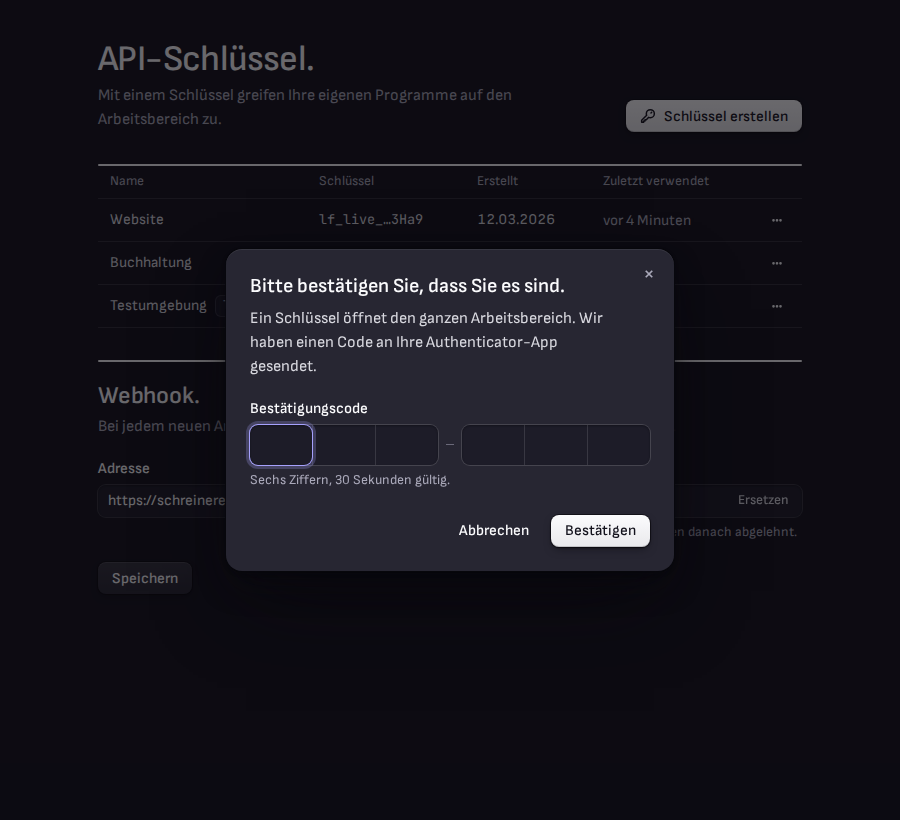 API-Schlüssel.
Mit einem Schlüssel greifen Ihre eigenen Programme auf den
Arbeitsbereich zu.
Schlüssel erstellen
Name Schlüssel Erstellt Zuletzt verwendet
Website lf_live_…3Ha9 12.03.2026 vor 4 Minuten
Buchhaltung
Testumgebung
Bitte bestätigen Sie, dass Sie es sind.
Ein Schlüssel öffnet den ganzen Arbeitsbereich. Wir
haben einen Code an Ihre Authenticator-App
gesendet.
Bestätigungscode
–
Sechs Ziffern, 30 Sekunden gültig.
Abbrechen Bestätigen
Webhook.
Bei jedem neuen
Adresse
https://schreinere Ersetzen
danach abgelehnt.
Speichern